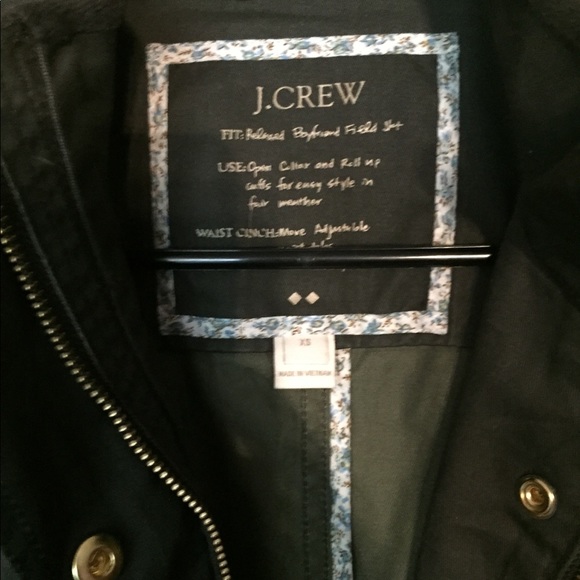 J.CREW
FIT: Relaxed Boyfriend Field Jkt
USE: Open Collar and Roll up
cuffs for easy style in
fair weather
WAIST CINCH: Move Adjustable
XS
MADE IN VIETNAM